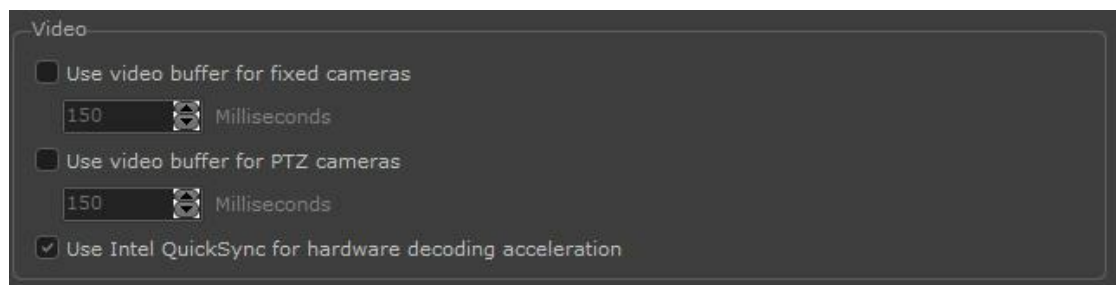 Video
Use video buffer for fixed cameras
150 Milliseconds
Use video buffer for PTZ cameras
150 Milliseconds
Use Intel QuickSync for hardware decoding acceleration